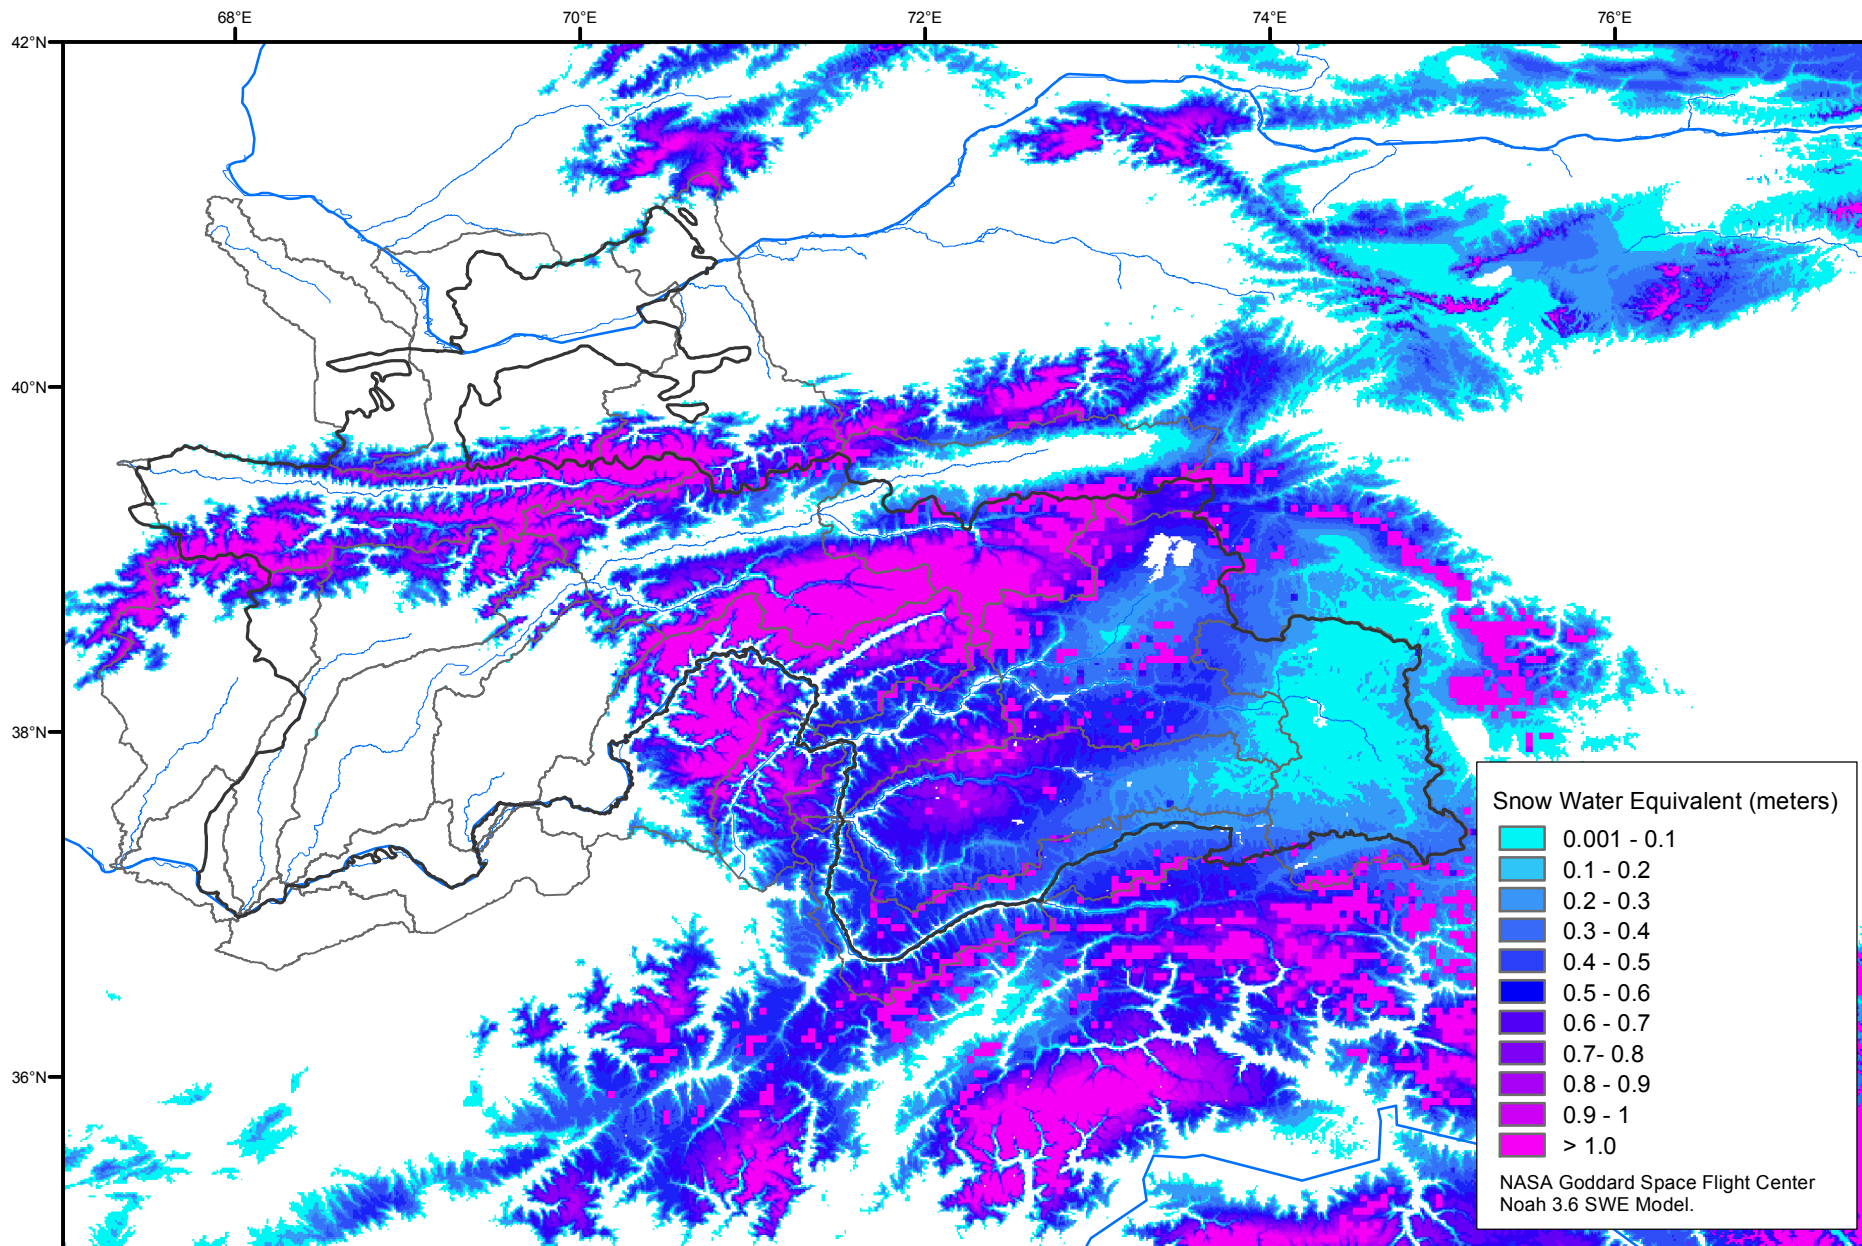 68°E
70°E
72°E
74°E
76°E
42°N
40°N
38°N
36°N
Snow Water Equivalent (meters)
0.001 - 0.1
0.1 - 0.2
0.2 - 0.3
0.3 - 0.4
0.4 - 0.5
0.5 - 0.6
0.6 - 0.7
0.7- 0.8
0.8 - 0.9
0.9 - 1
> 1.0
NASA Goddard Space Flight Center
Noah 3.6 SWE Model.